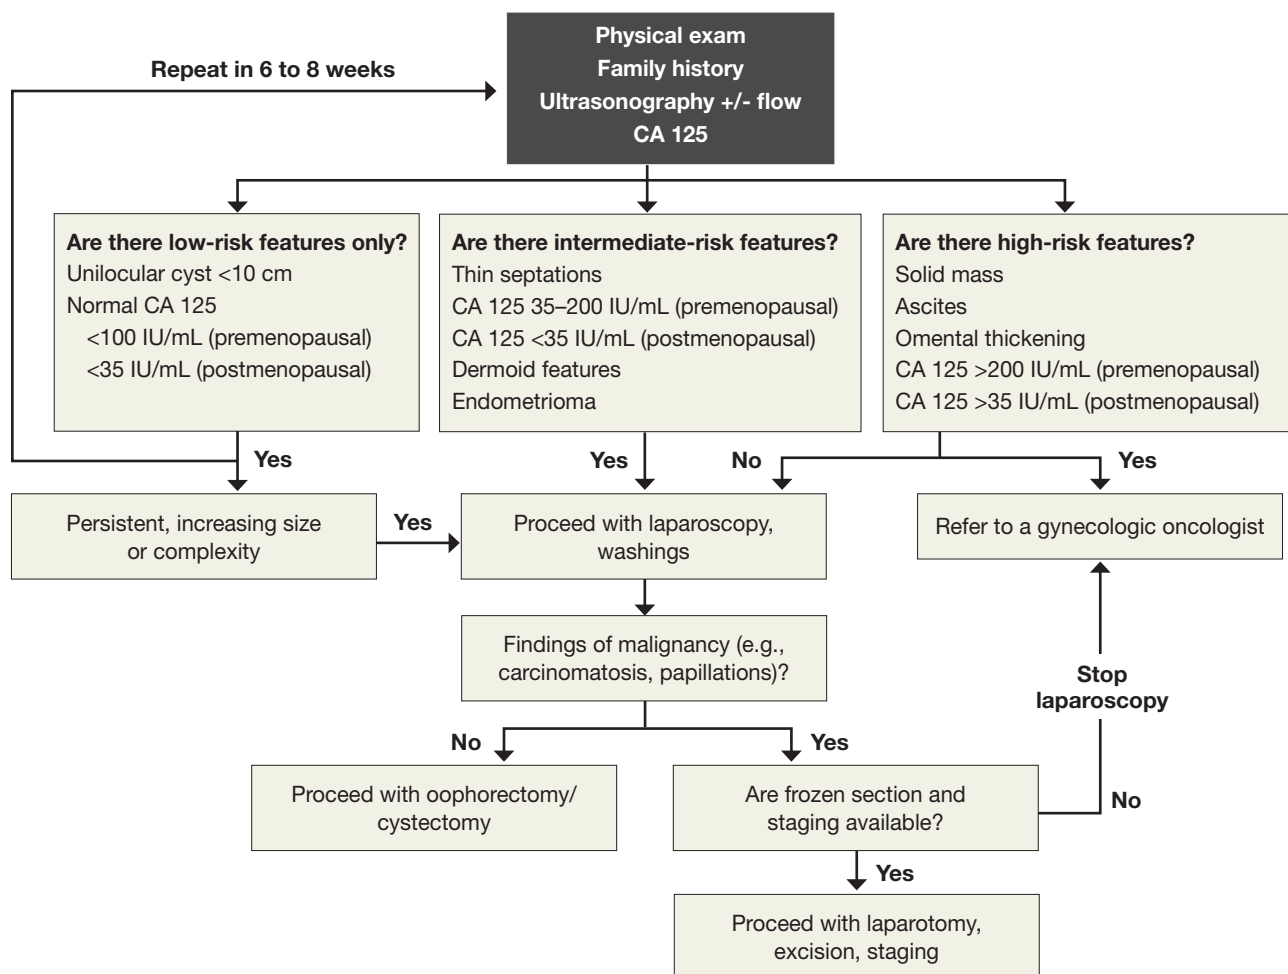 Repeat in 6 to 8 weeks
Physical exam
Family history
Ultrasonography +/- flow
CA 125
Are there low-risk features only?
Unilocular cyst <10 cm
Normal CA 125
<100 IU/mL (premenopausal)
<35 IU/mL (postmenopausal)
Are there intermediate-risk features?
Thin septations
CA 125 35–200 IU/mL (premenopausal)
CA 125 <35 IU/mL (postmenopausal)
Dermoid features
Endometrioma
Are there high-risk features?
Solid mass
Ascites
Omental thickening
CA 125 >200 IU/mL (premenopausal)
CA 125 >35 IU/mL (postmenopausal)
Yes
Yes
No
Yes
Persistent, increasing size
or complexity
Yes
Proceed with laparoscopy,
washings
Refer to a gynecologic oncologist
Findings of malignancy (e.g.,
carcinomatosis, papillations)?
Stop
laparoscopy
No
Yes
Proceed with oophorectomy/
cystectomy
Are frozen section and
staging available?
No
Yes
Proceed with laparotomy,
excision, staging